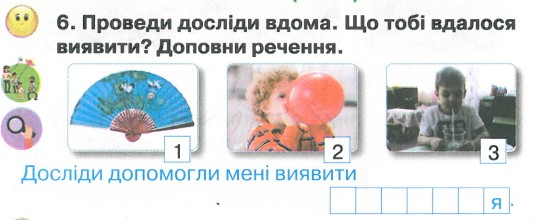 6. Проведи досліди вдома. Що тобі вдалося
виявити? Доповни речення.
1
2
3
Досліди допомогли мені виявити
я.